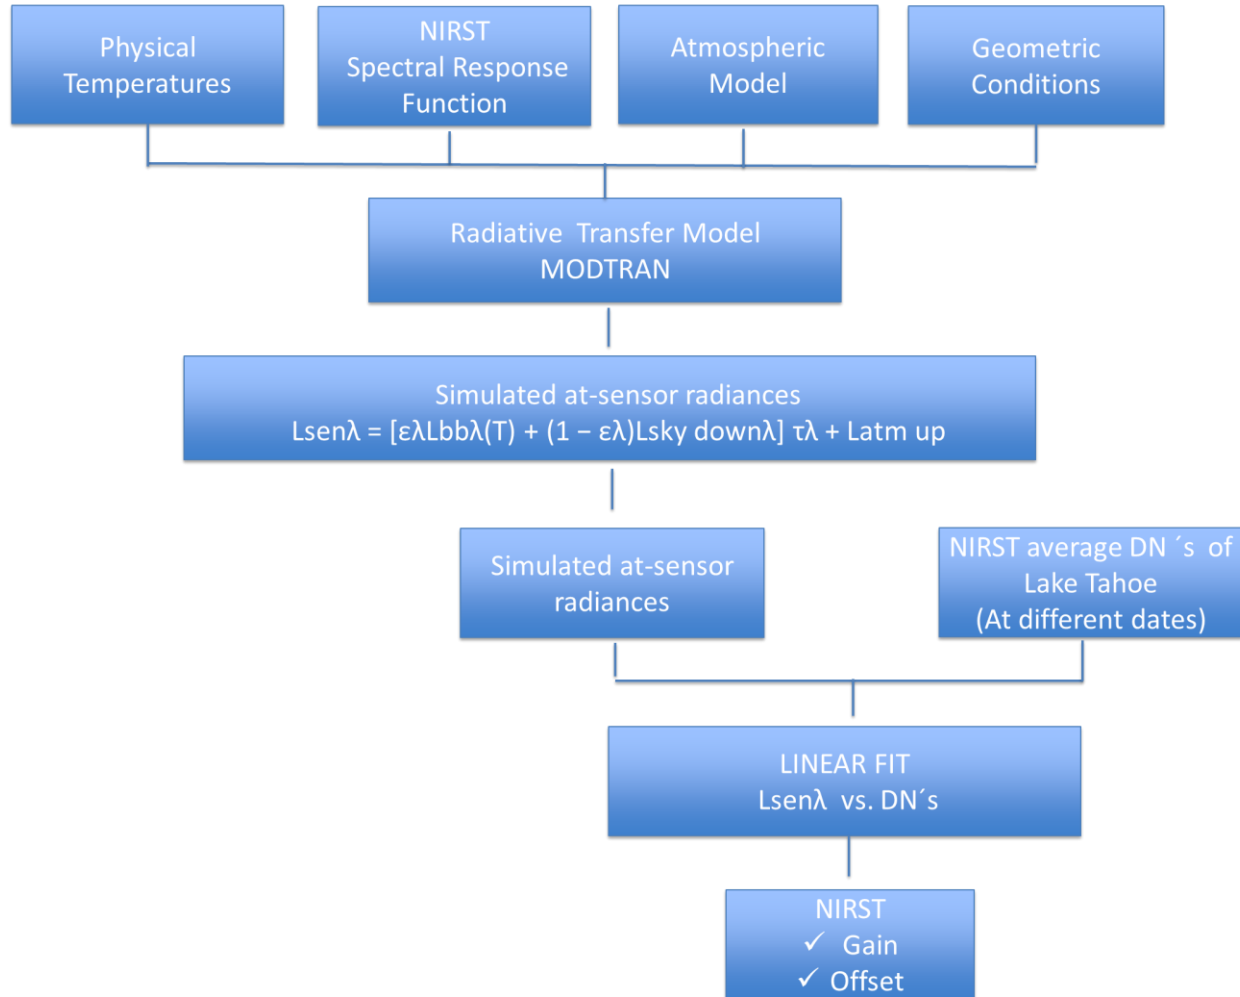 Physical
Temperatures
NIRST
Spectral Response
Function
Atmospheric
Model
Geometric
Conditions
Radiative Transfer Model
MODTRAN
Simulated at-sensor radiances
Lsenλ = [ελLbbλ(T) + (1 − ελ)Lsky downλ] τλ + Latm up
Simulated at-sensor
radiances
NIRST average DN ´s of
Lake Tahoe
(At different dates)
LINEAR FIT
Lsenλ vs. DN´s
NIRST
✓ Gain
✓ Offset